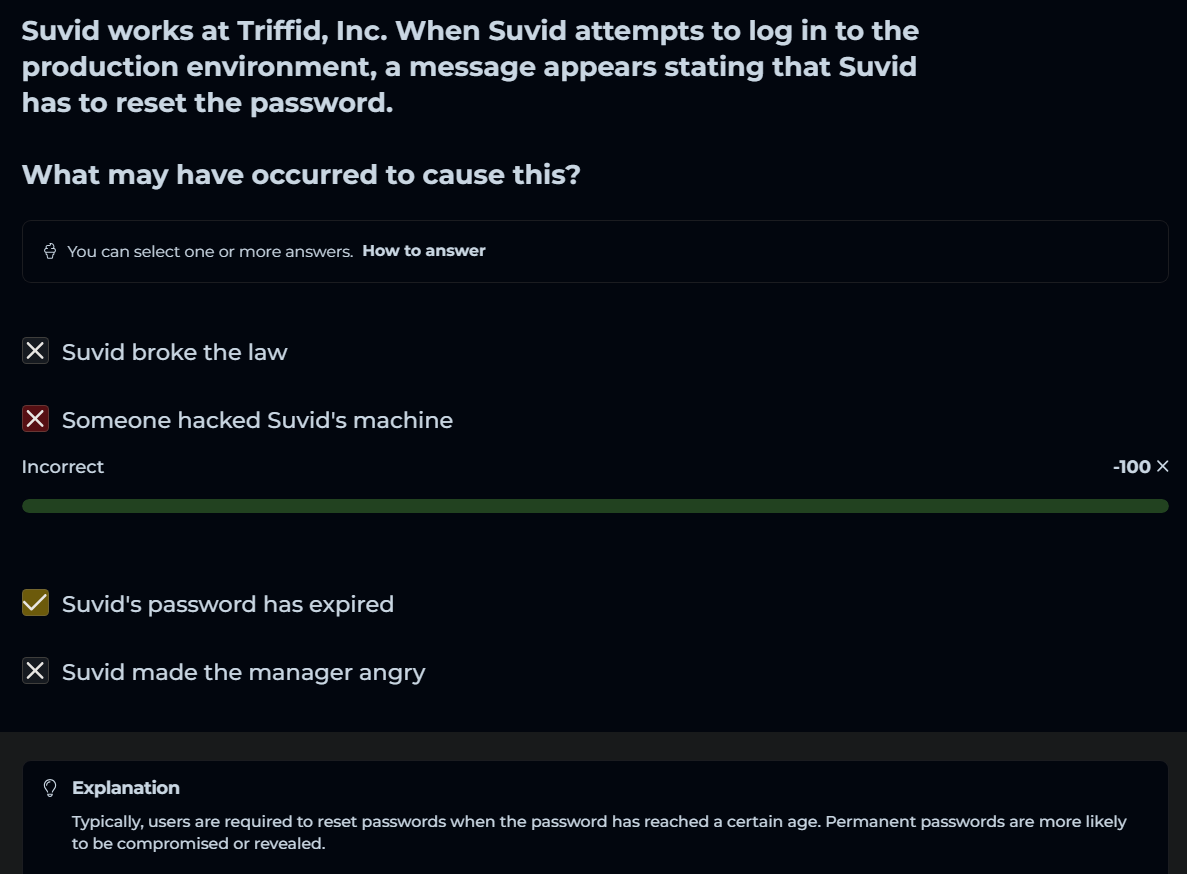 Suvid works at Triffid, Inc. When Suvid attempts to log in to the
production environment, a message appears stating that Suvid
has to reset the password.
What may have occurred to cause this?
You can select one or more answers. How to answer
Suvid broke the law
Someone hacked Suvid's machine
Incorrect -100
Suvid's password has expired
Suvid made the manager angry
Explanation
Typically, users are required to reset passwords when the password has reached a certain age. Permanent passwords are more likely
to be compromised or revealed.